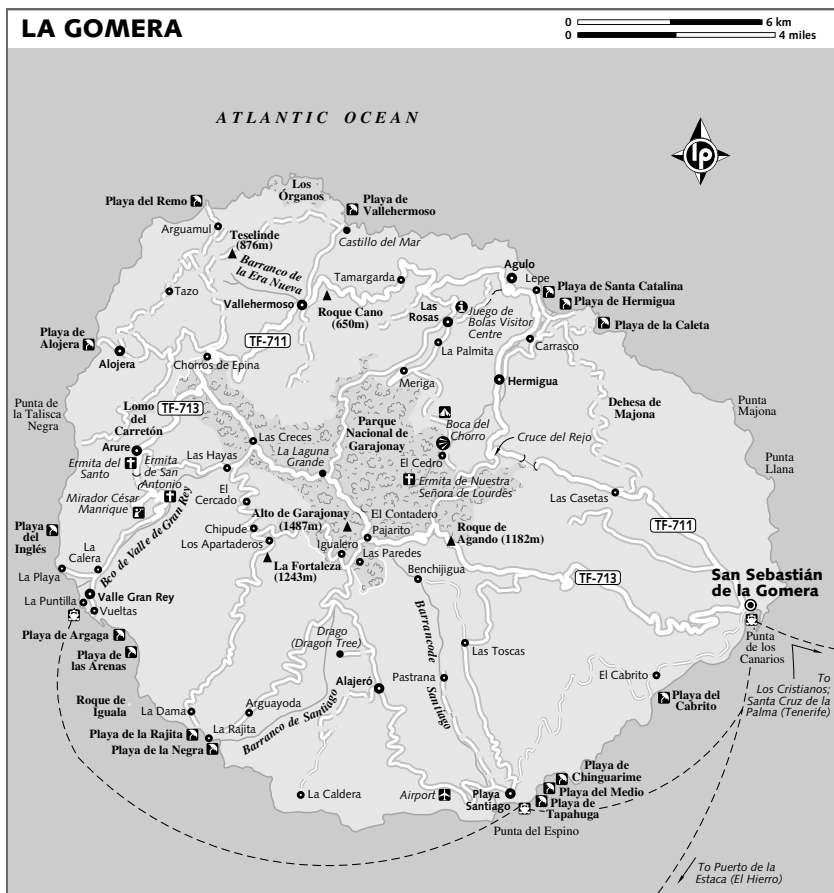 LA GOMERA
0 6 km
0 4 miles
ATLANTIC OCEAN
lp
Los
Órganos
Playa del Remo
Playa de
Vallehermoso
Arguamul
Teselinde
(876m)
Castillo del Mar
Barranco de
la Era Nueva
Tamargarda
Agulo
Lepe
Playa de Santa Catalina
Playa de Hermigua
Playa de la Caleta
Tazo
Vallehermoso
Roque Cano
(650m)
Las
Rosas
Juego de
Bolas Visitor
Centre
Playa de
Alojera
Alojera
TF-711
La Palmita
Carrasco
Chorros de Epina
Meriga
Hermigua
Punta de
la Talisca
Negra
Lomo
del
Carretón
TF-713
Parque
Nacional de
Garajonay
Boca del
Chorro
Dehesa de
Majona
Punta
Majona
Arure
Las Creces
La Laguna
Grande
Cruce del Rejo
Ermita del
Santo
Ermita
de San
Antonio
Las Hayas
El Cedro
Ermita de Nuestra
Señora de Lourdes
Punta
Llana
Mirador César
Manrique
El
Cercado
Las Casetas
Playa
del
Inglés
Alto de Garajonay
(1487m)
El Contadero
Chipude
Pajarito
Roque de
Agando (1182m)
TF-711
La
Calera
Bco de Valle de Gran Rey
Los Apartaderos
Igualero
Las Paredes
La Playa
La Fortaleza
(1243m)
Benchijigua
TF-713
San Sebastián
de la Gomera
La Puntilla
Valle Gran Rey
Vueltas
Playa de Argaga
Drago
(Dragon Tree)
Barrancode
Santiago
Las Toscas
Punta
de los
Canarios
Playa de
las Arenas
Pastrana
El Cabrito
To
Los Cristianos;
Santa Cruz de la
Palma (Tenerife)
Roque de
Iguala
Alajeró
La Dama
Arguayoda
Playa del
Cabrito
La Rajita
Barranco de Santiago
Playa de la Rajita
Playa de la Negra
Playa de
Chinguarime
La Caldera
Airport
Playa
Santiago
Playa del Medio
Playa de
Tapahuga
Punta del Espino
To Puerto de la
Estaca (El Hierro)